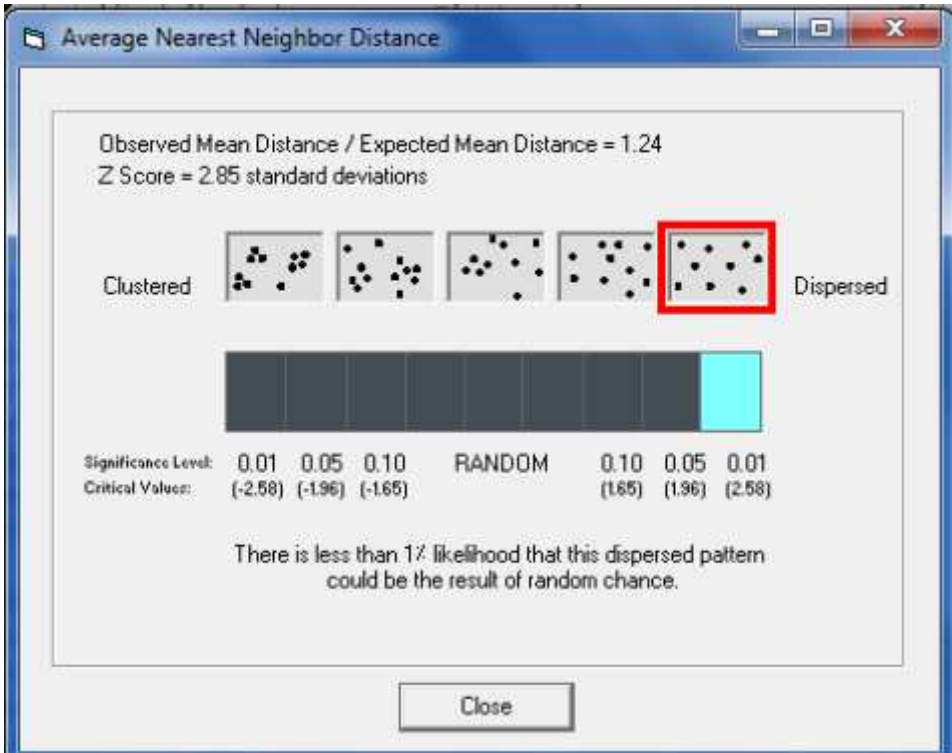 Average Nearest Neighbor Distance
Observed Mean Distance / Expected Mean Distance = 1.24
Z Score = 2.85 standard deviations
Clustered
Dispersed
Significance Level: 0.01 0.05 0.10 RANDOM 0.10 0.05 0.01
Critical Values: (-2.58) (-1.96) (-1.65) (1.65) (1.96) (2.58)
There is less than 1% likelihood that this dispersed pattern
could be the result of random chance.
Close